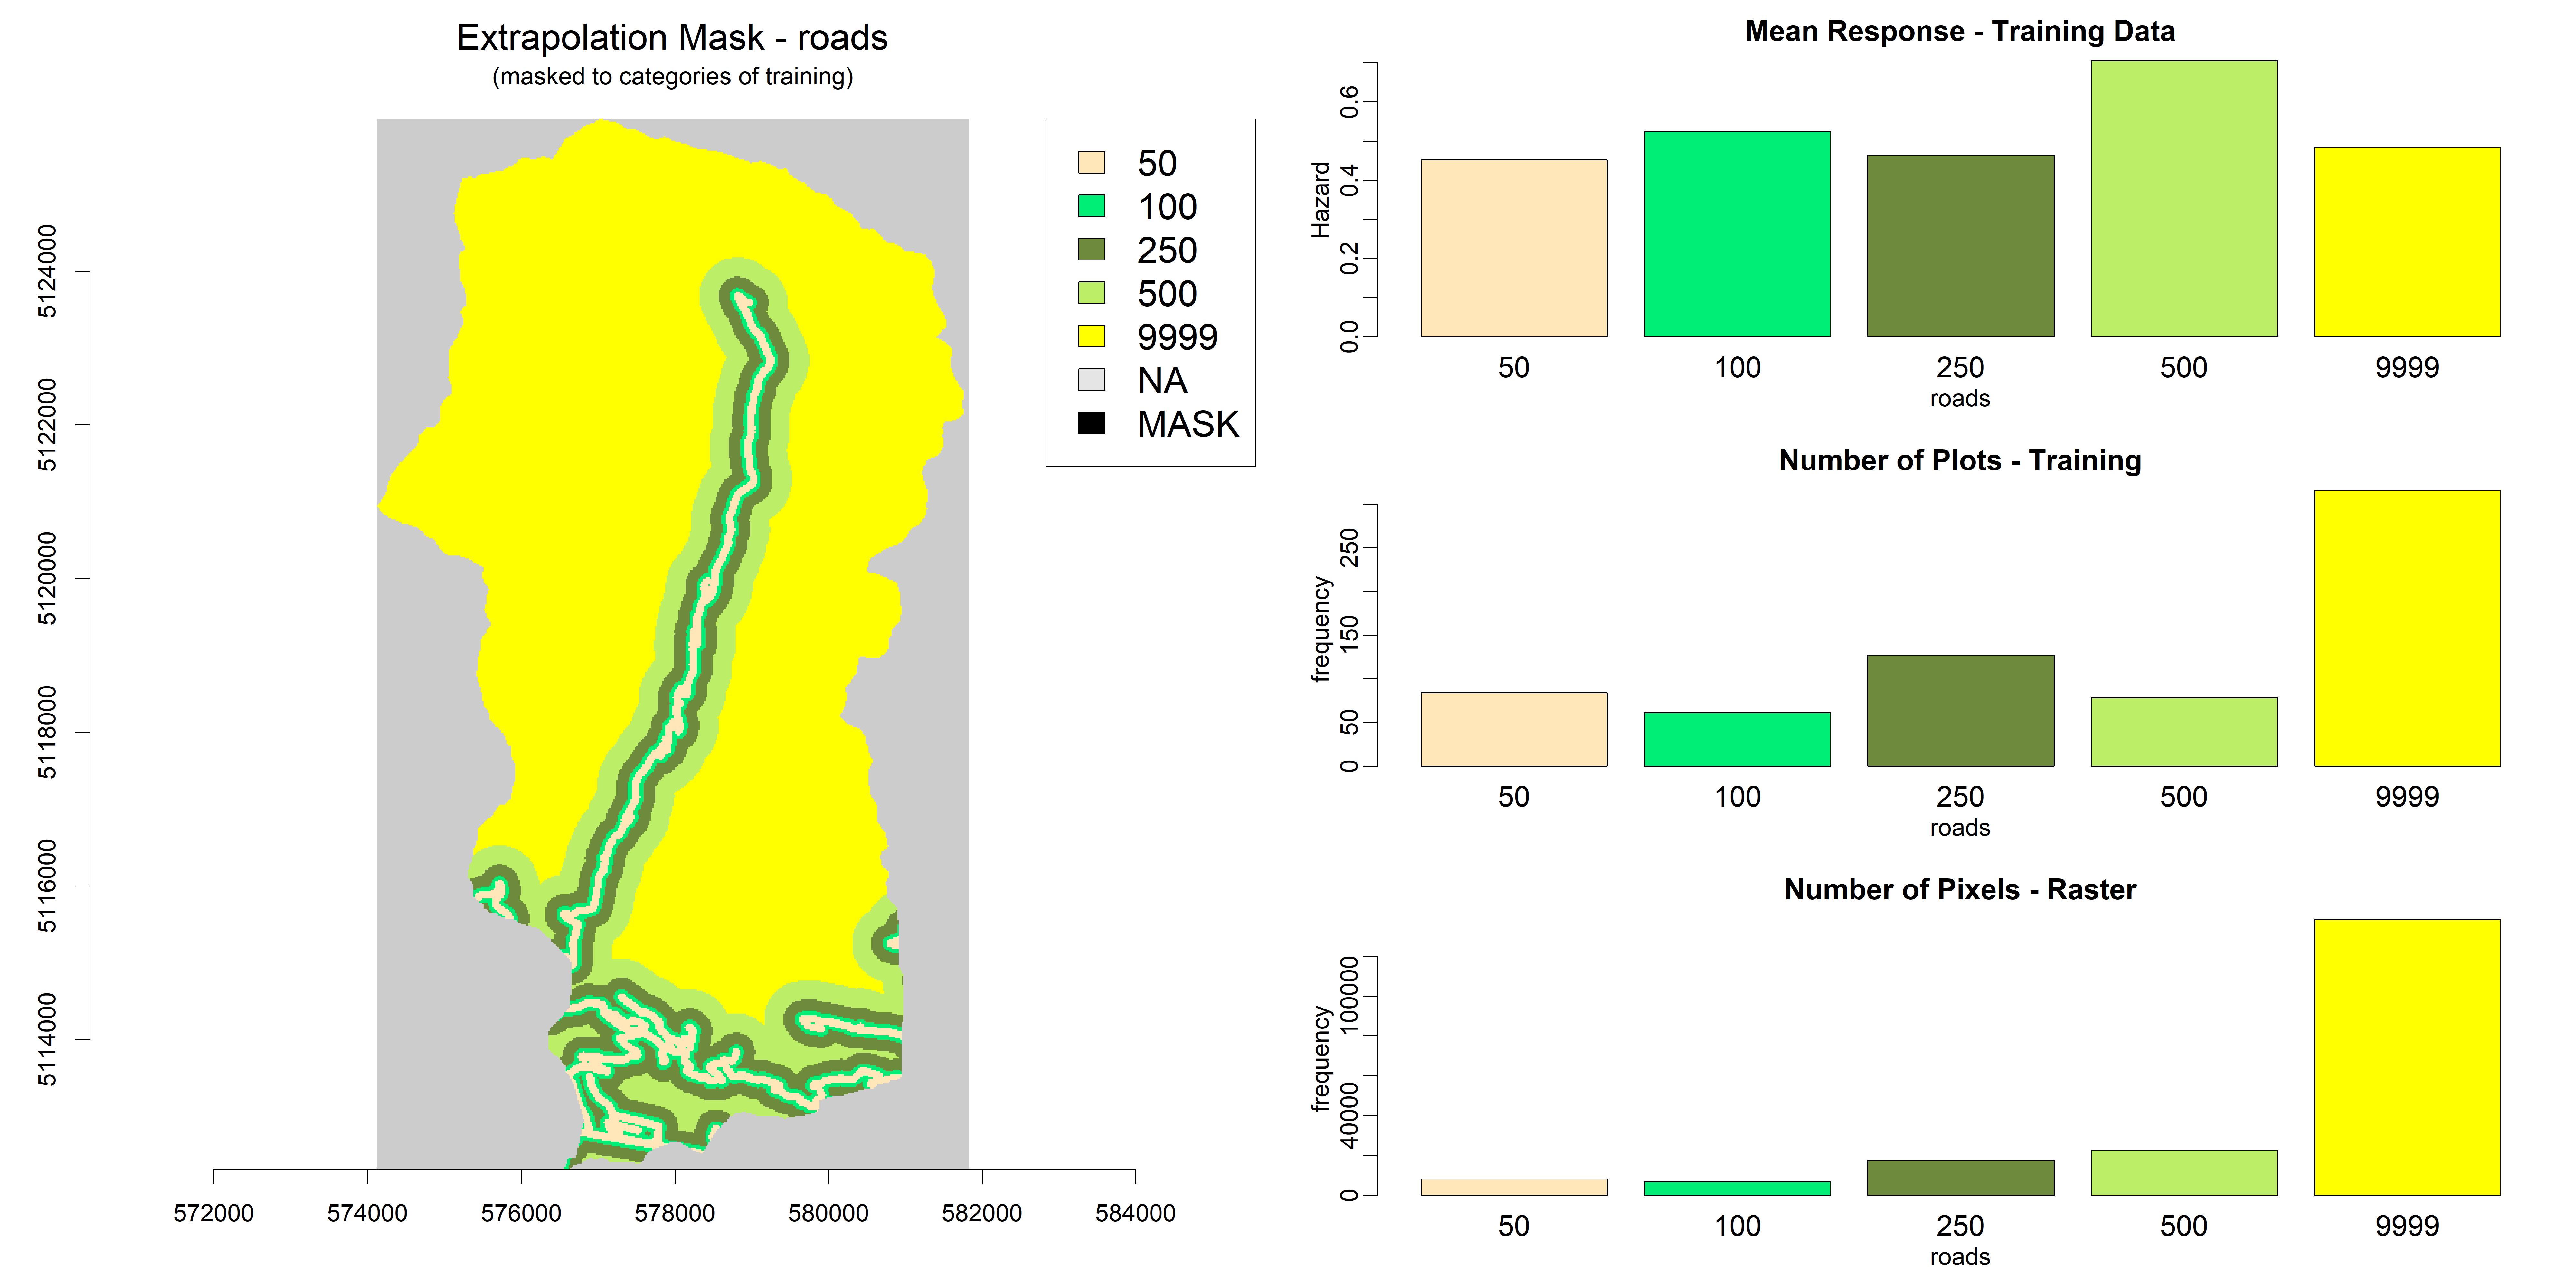 Extrapolation Mask - roads
(masked to categories of training)
5124000
5122000
5120000
5118000
5116000
5114000
572000 574000 576000 578000 580000 582000 584000
50
100
250
500
9999
NA
MASK
Mean Response - Training Data
Hazard
0.0 0.2 0.4 0.6
50 100 250 500 9999
roads
Number of Plots - Training
frequency
0 50 150 250
50 100 250 500 9999
roads
Number of Pixels - Raster
frequency
0 40000 100000
50 100 250 500 9999
roads